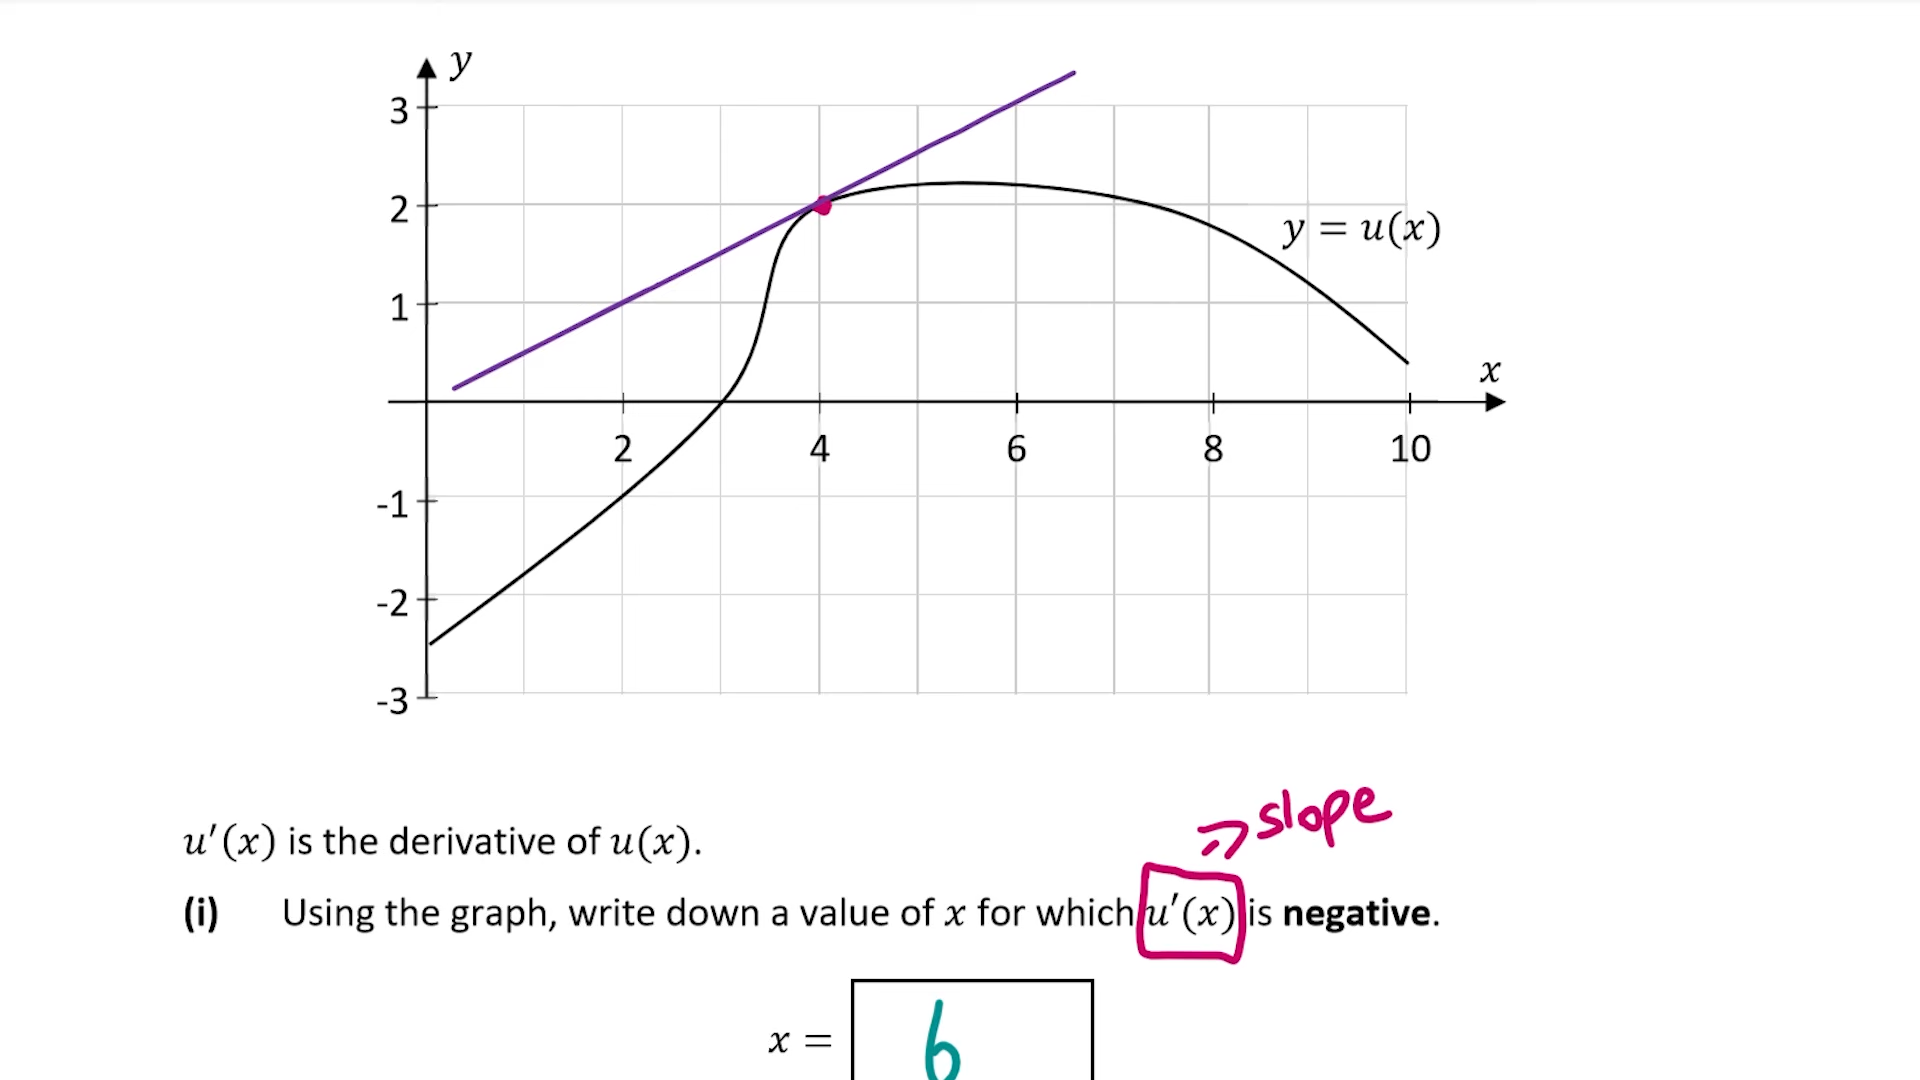 y
3
2
y = u(x)
1
x
2 4 6 8 10
-1
-2
-3
slope
u′(x) is the derivative of u(x).
(i) Using the graph, write down a value of x for which u′(x) is negative.
x = 6